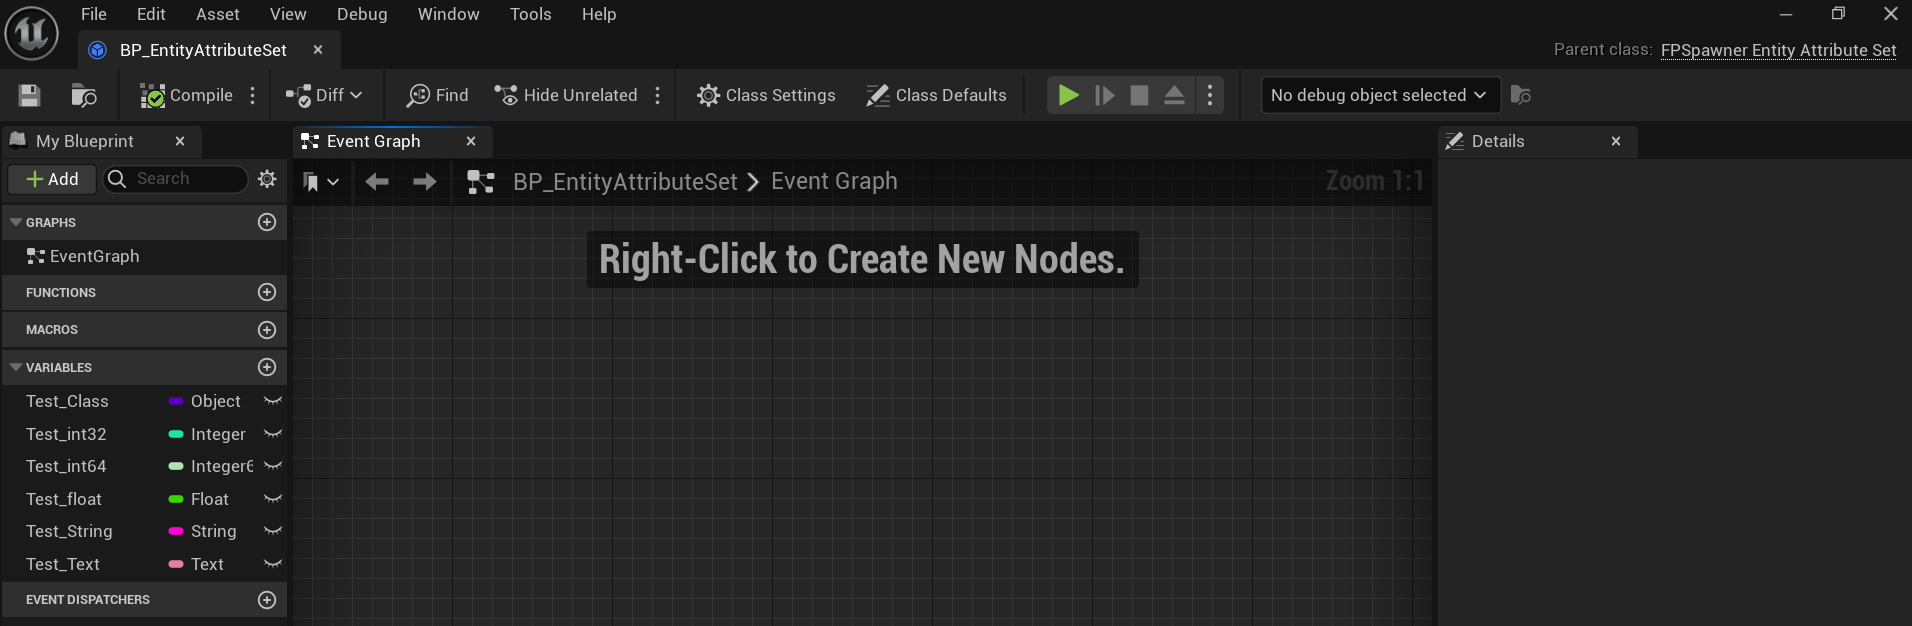 File Edit Asset View Debug Window Tools Help
BP_EntityAttributeSet
Parent class: FPSpawner Entity Attribute Set
Compile Diff Find Hide Unrelated Class Settings Class Defaults No debug object selected
My Blueprint
Event Graph
Details
Add Search
BP_EntityAttributeSet Event Graph
Zoom 1:1
GRAPHS
EventGraph
FUNCTIONS
MACROS
VARIABLES
Test_Class Object
Test_int32 Integer
Test_int64 Integer6
Test_float Float
Test_String String
Test_Text Text
EVENT DISPATCHERS
Right-Click to Create New Nodes.